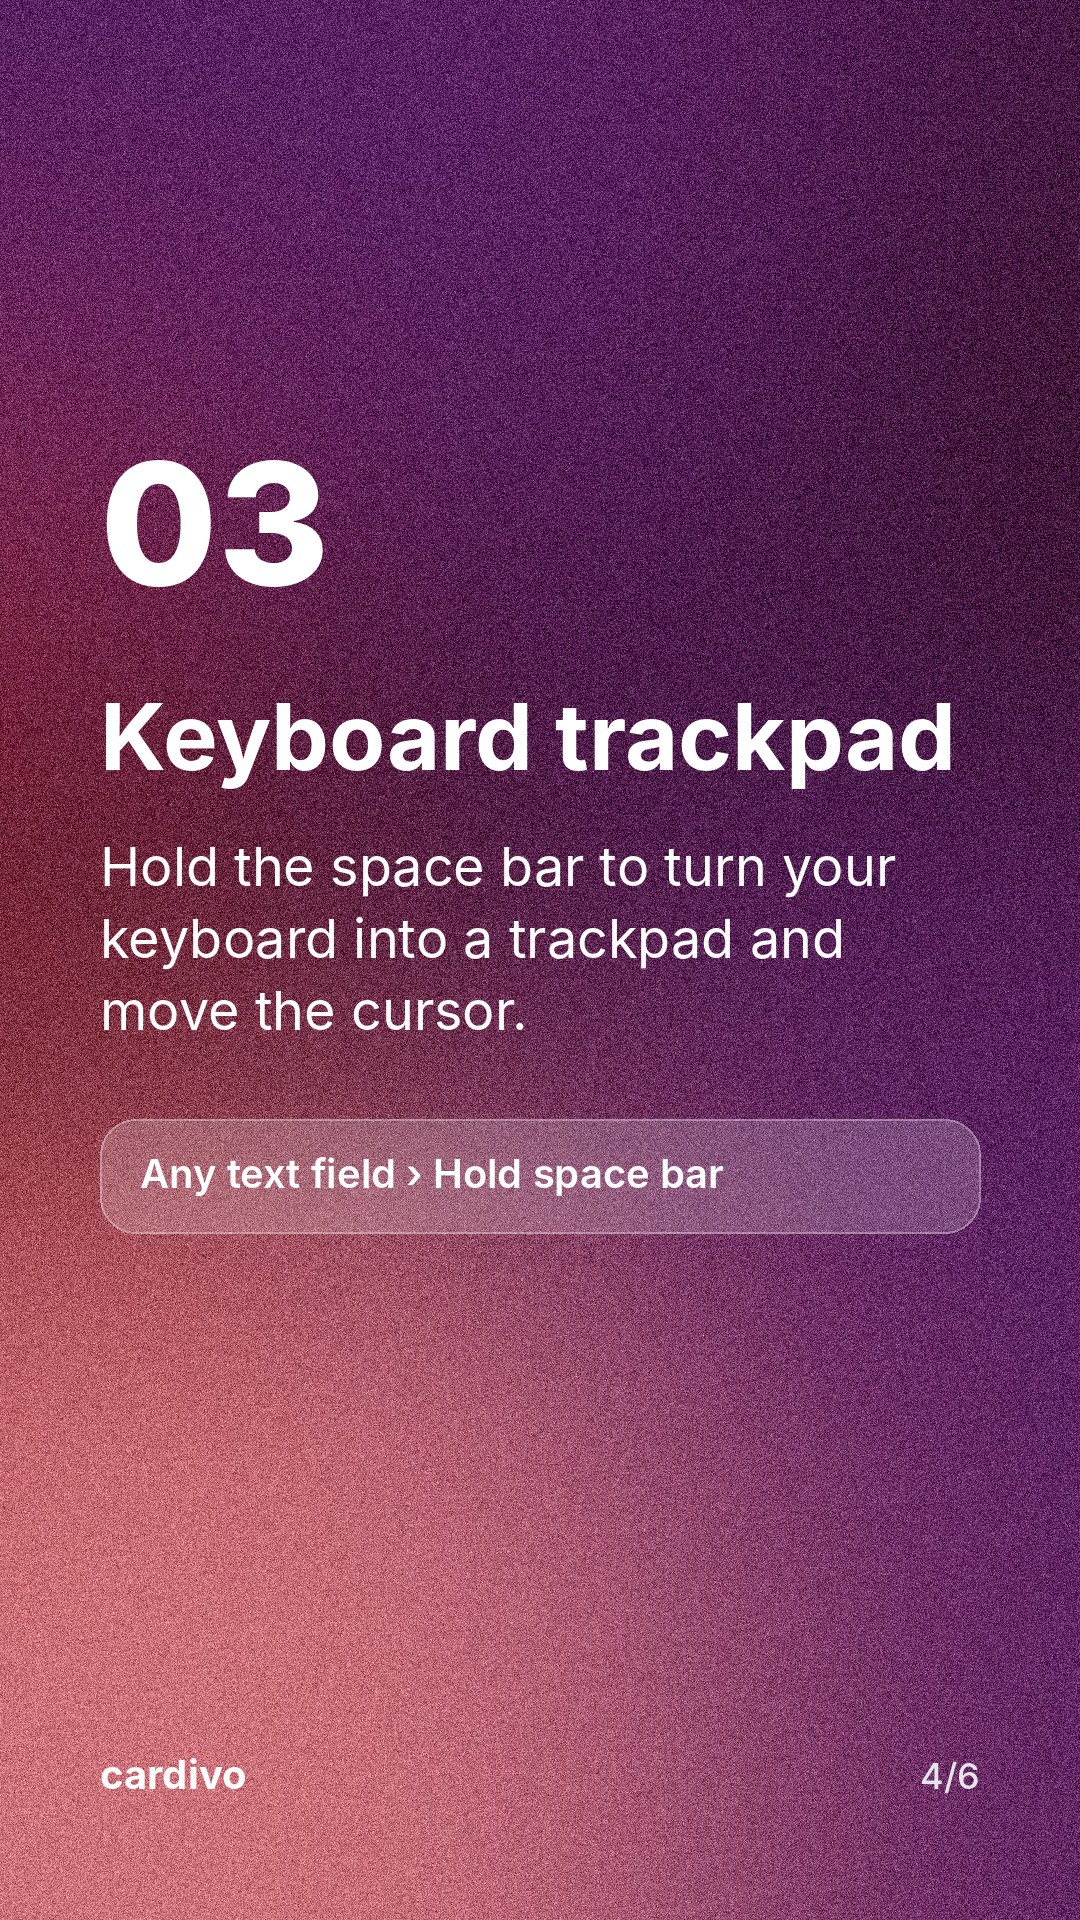 03
Keyboard trackpad
Hold the space bar to turn your
keyboard into a trackpad and
move the cursor.
Any text field › Hold space bar
cardivo
4/6